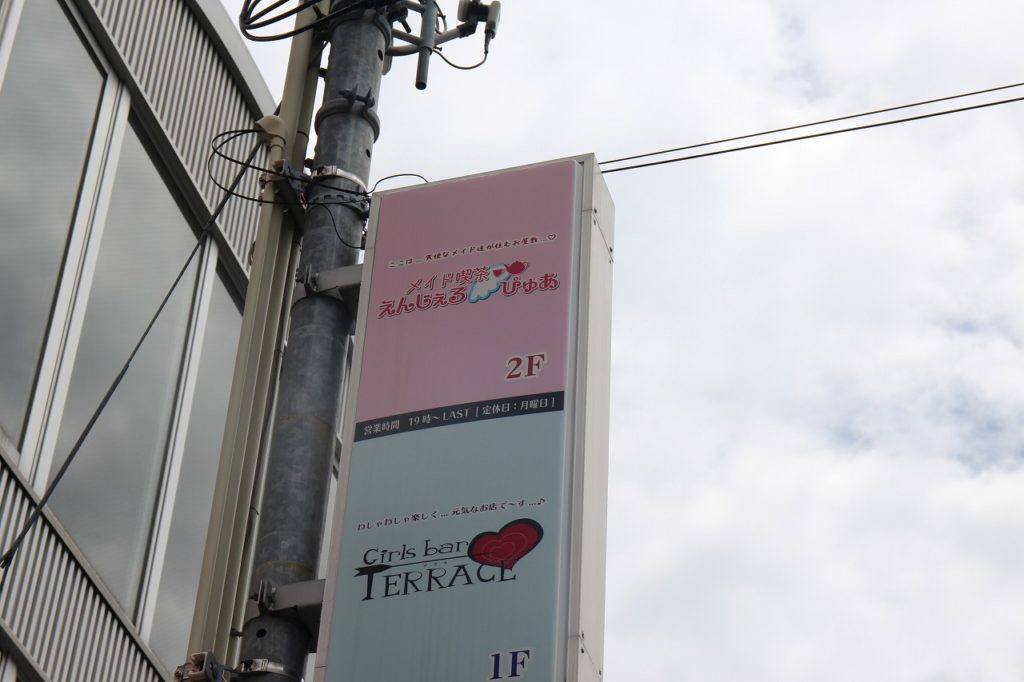 ここは...天使なメイド達が住むお屋敷...♡
メイド喫茶
えんじぇるぴゅあ
2F
営業時間 19時～LAST [定休日：月曜日]
わしゃわしゃ楽しく...元気なお店で～す...♪
Girls bar
TERRACE
1F